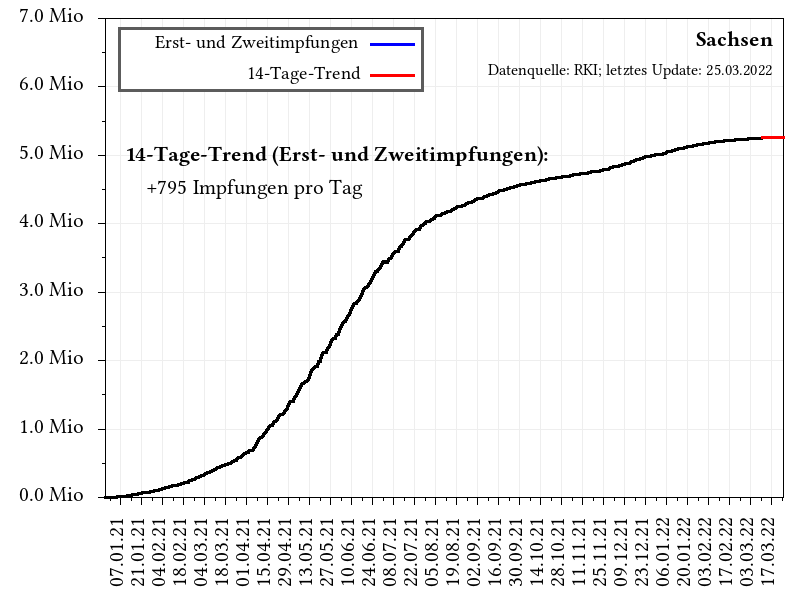 7.0 Mio
6.0 Mio
5.0 Mio
4.0 Mio
3.0 Mio
2.0 Mio
1.0 Mio
0.0 Mio
Erst- und Zweitimpfungen
14-Tage-Trend
Sachsen
Datenquelle: RKI; letztes Update: 25.03.2022
14-Tage-Trend (Erst- und Zweitimpfungen):
+795 Impfungen pro Tag
07.01.21
21.01.21
04.02.21
18.02.21
04.03.21
18.03.21
01.04.21
15.04.21
29.04.21
13.05.21
27.05.21
10.06.21
24.06.21
08.07.21
22.07.21
05.08.21
19.08.21
02.09.21
16.09.21
30.09.21
14.10.21
28.10.21
11.11.21
25.11.21
09.12.21
23.12.21
06.01.22
20.01.22
03.02.22
17.02.22
03.03.22
17.03.22